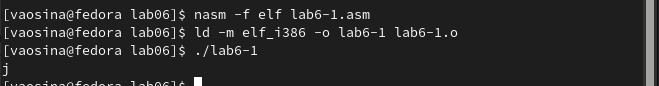 [vaosina@fedora lab06]$ nasm -f elf lab6-1.asm
[vaosina@fedora lab06]$ ld -m elf_i386 -o lab6-1 lab6-1.o
[vaosina@fedora lab06]$ ./lab6-1
j
[vaosina@fedora lab06]$